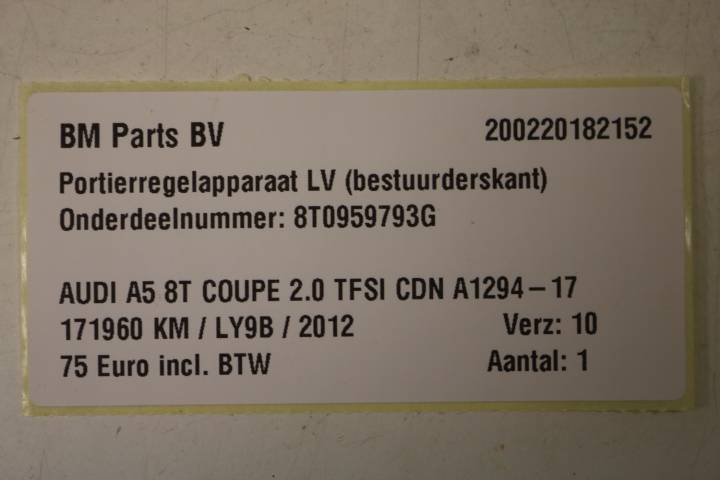 BM Parts BV 200220182152
Portierregelapparaat LV (bestuurderskant)
Onderdeelnummer: 8T0959793G
AUDI A5 8T COUPE 2.0 TFSI CDN A1294-17
171960 KM / LY9B / 2012 Verz: 10
75 Euro incl. BTW Aantal: 1